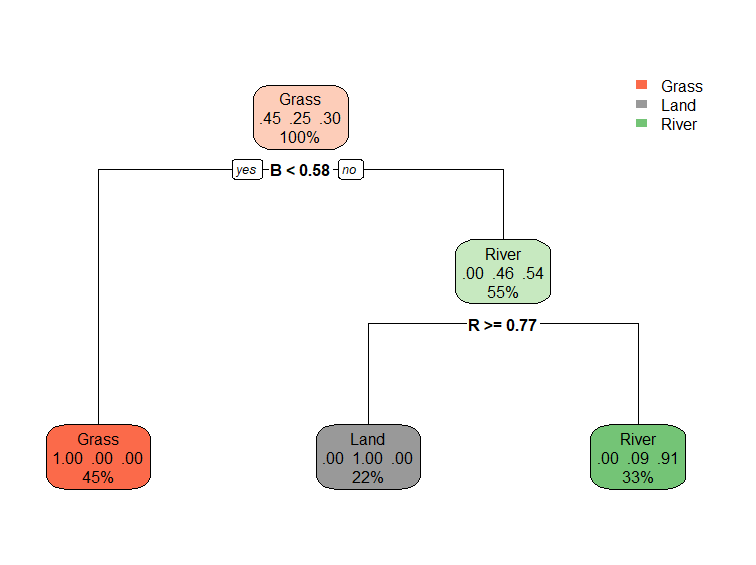 Grass
.45 .25 .30
100%
Grass
Land
River
yes B < 0.58 no
River
.00 .46 .54
55%
R >= 0.77
Grass
1.00 .00 .00
45%
Land
.00 1.00 .00
22%
River
.00 .09 .91
33%